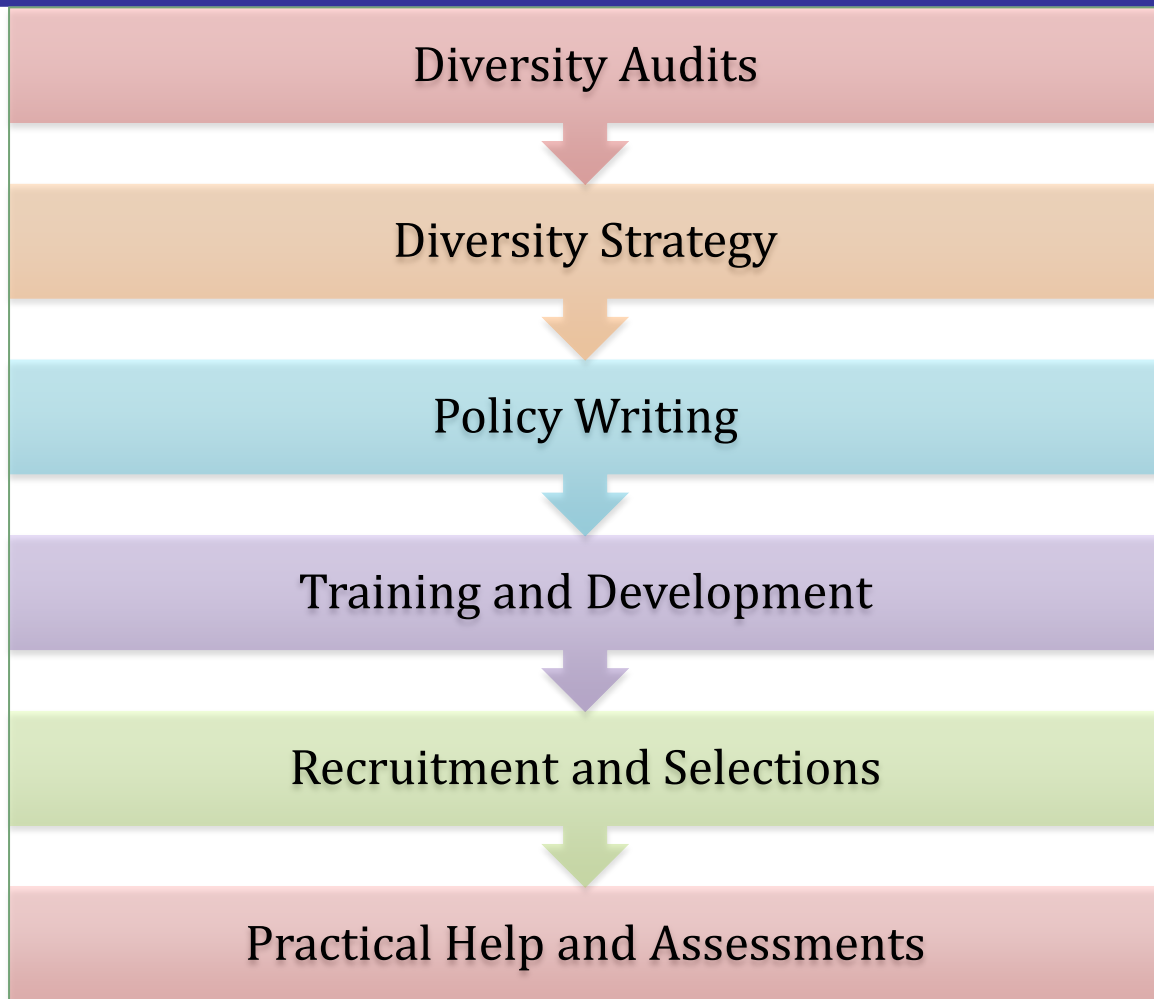 Diversity Audits
Diversity Strategy
Policy Writing
Training and Development
Recruitment and Selections
Practical Help and Assessments